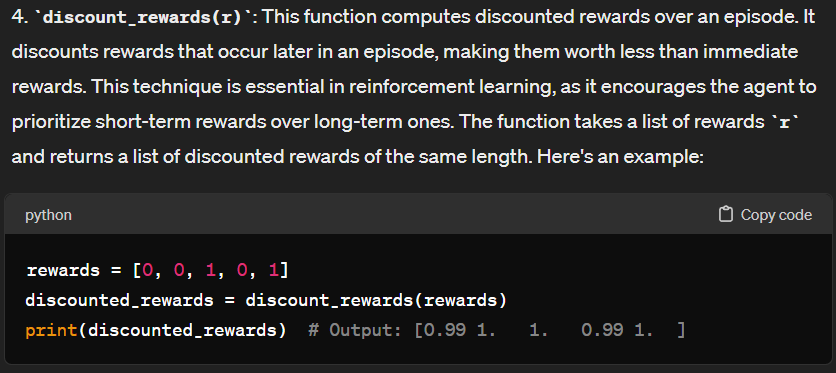 4. `discount_rewards(r)`: This function computes discounted rewards over an episode. It
discounts rewards that occur later in an episode, making them worth less than immediate
rewards. This technique is essential in reinforcement learning, as it encourages the agent to
prioritize short-term rewards over long-term ones. The function takes a list of rewards `r`
and returns a list of discounted rewards of the same length. Here's an example:
python
Copy code
rewards = [0, 0, 1, 0, 1]
discounted_rewards = discount_rewards(rewards)
print(discounted_rewards)  # Output: [0.99 1.   1.   0.99 1.  ]